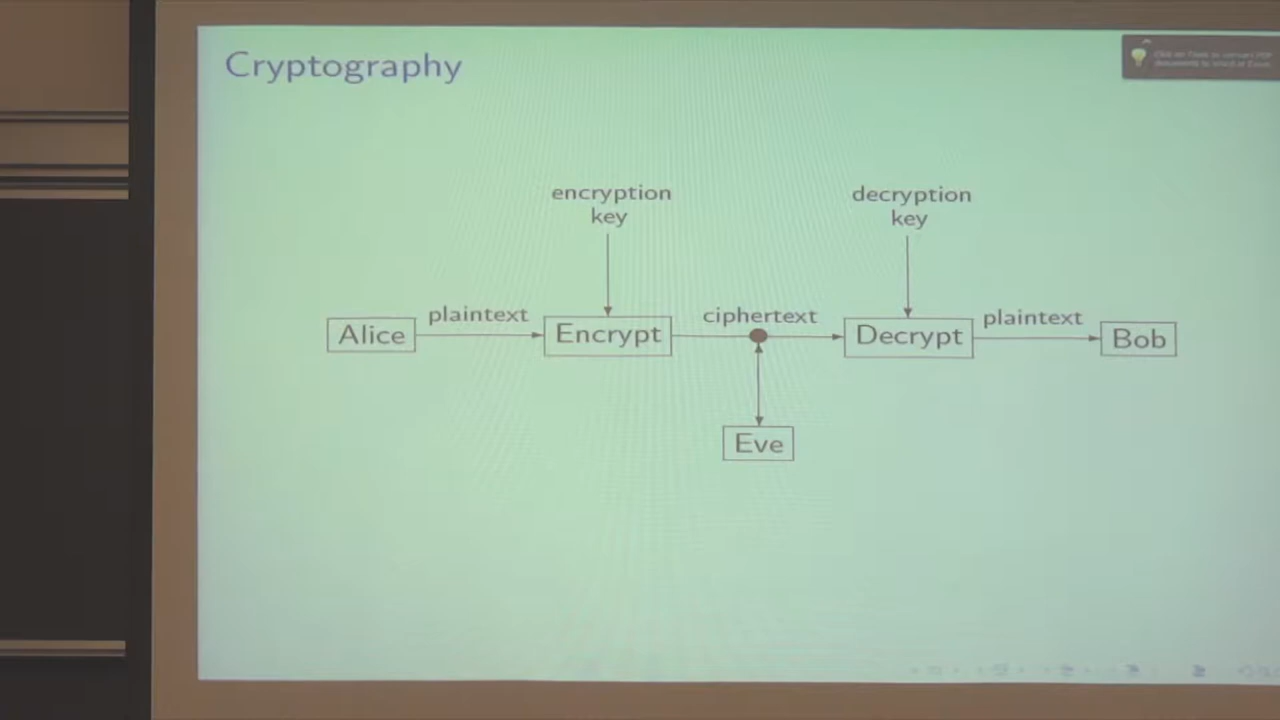 Cryptography
encryption
key
decryption
key
Alice
plaintext
Encrypt
ciphertext
Decrypt
plaintext
Bob
Eve